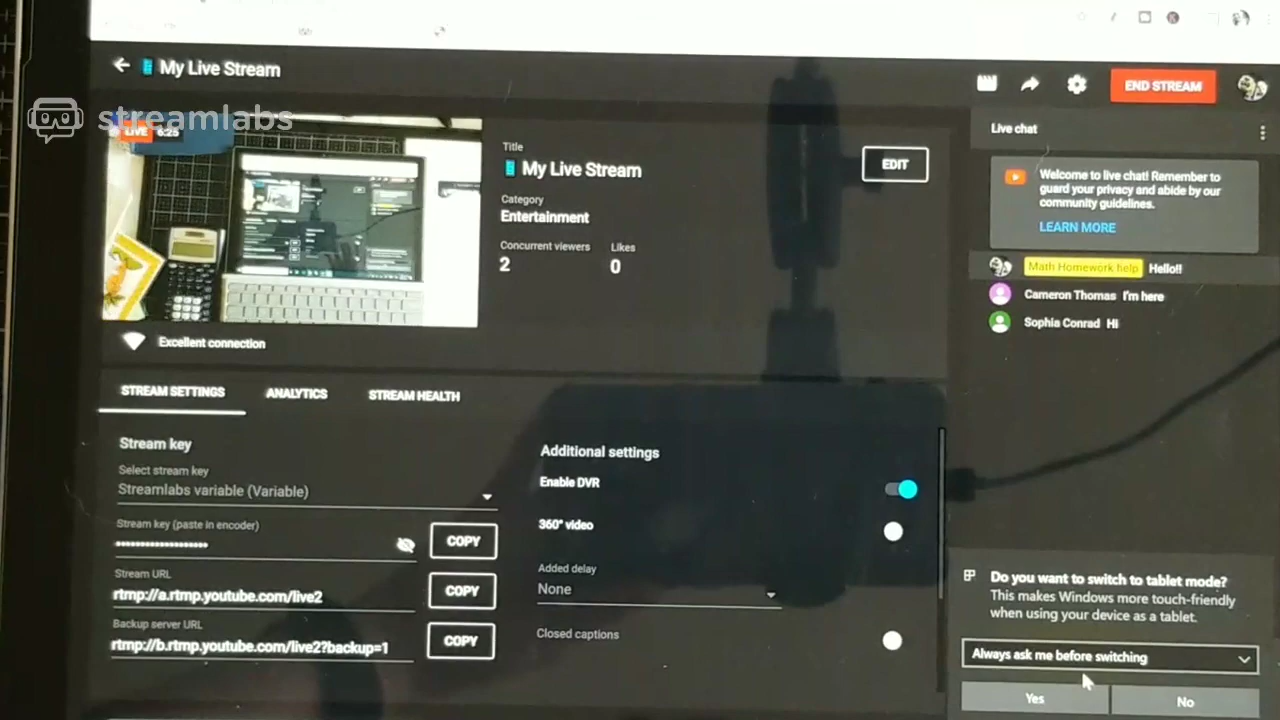 My Live Stream
END STREAM
streamlabs
LIVE 6:25
Title
My Live Stream
EDIT
Category
Entertainment
Concurrent viewers
Likes
2
0
Excellent connection
STREAM SETTINGS
ANALYTICS
STREAM HEALTH
Stream key
Select stream key
Streamlabs variable (Variable)
Stream key (paste in encoder)
•••••••••••••••••••
COPY
Stream URL
rtmp://a.rtmp.youtube.com/live2
COPY
Backup server URL
rtmp://b.rtmp.youtube.com/live2?backup=1
COPY
Additional settings
Enable DVR
360° video
Added delay
None
Closed captions
Live chat
Welcome to live chat! Remember to
guard your privacy and abide by our
community guidelines.
LEARN MORE
Math Homework help Hello!!
Cameron Thomas I'm here
Sophia Conrad Hi
Do you want to switch to tablet mode?
This makes Windows more touch-friendly
when using your device as a tablet.
Always ask me before switching
Yes
No